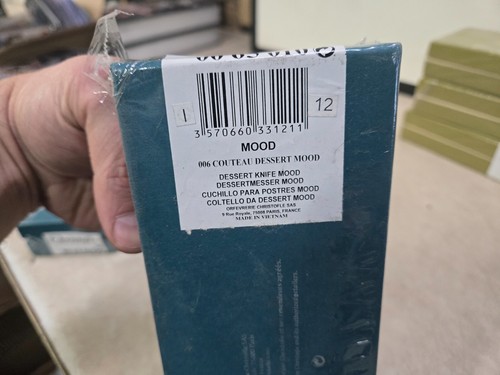 I
12
3 570660 331211
MOOD
006 COUTEAU DESSERT MOOD
DESSERT KNIFE MOOD
DESSERTMESSER MOOD
CUCHILLO PARA POSTRES MOOD
COLTELLO DA DESSERT MOOD
ORFEVRERIE CHRISTOFLE SAS
9 Rue Royale, 75008 PARIS, FRANCE
MADE IN VIETNAM